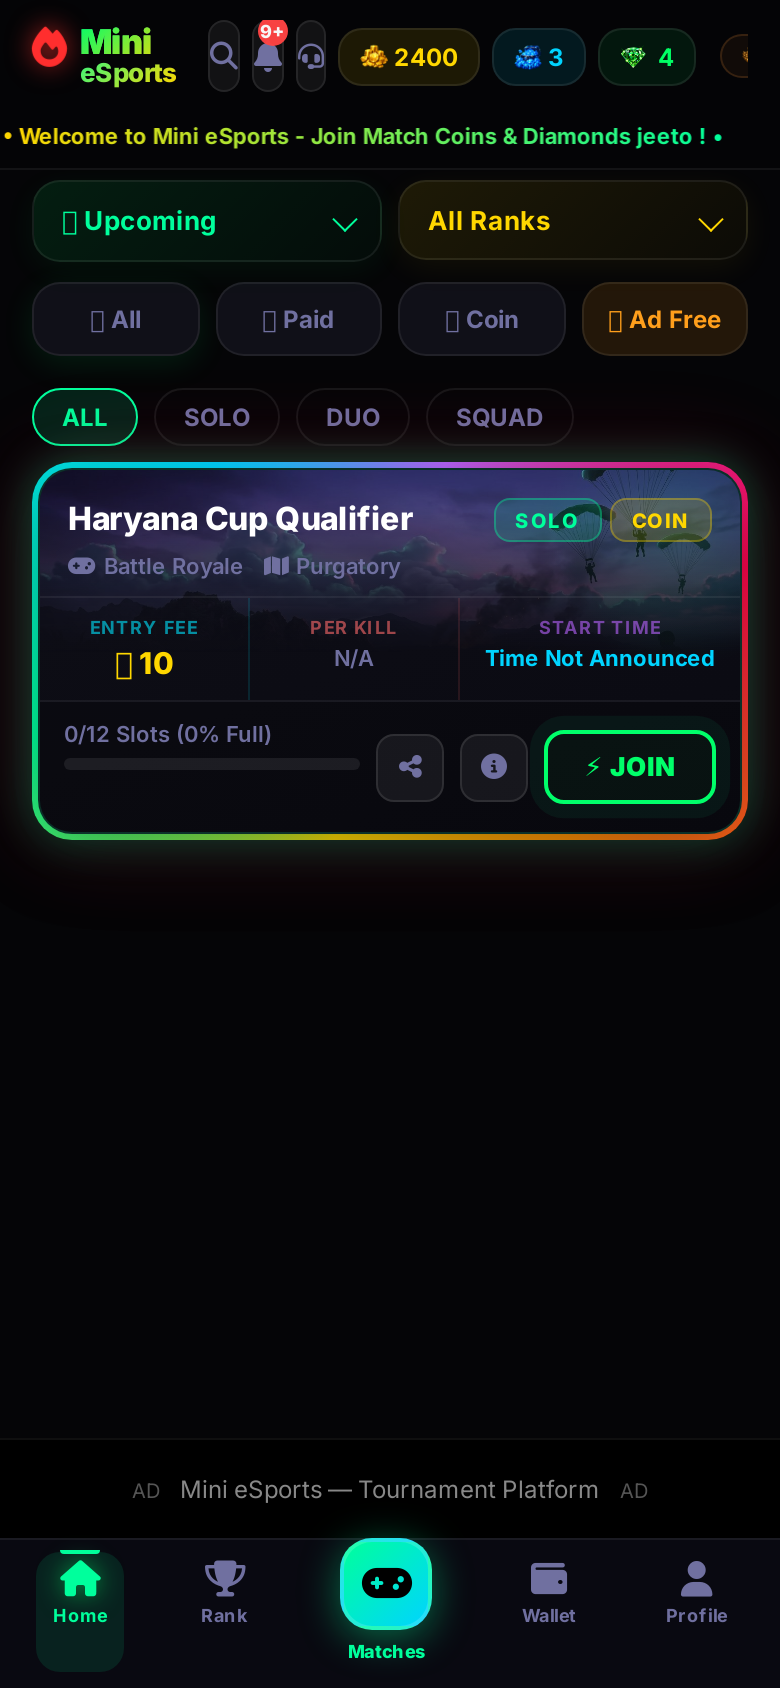 Mini
eSports
9+
2400
3
4
• Welcome to Mini eSports - Join Match Coins & Diamonds jeeto ! •
Upcoming
All Ranks
All
Paid
Coin
Ad Free
ALL
SOLO
DUO
SQUAD
Haryana Cup Qualifier
SOLO
COIN
Battle Royale
Purgatory
ENTRY FEE
PER KILL
START TIME
10
N/A
Time Not Announced
0/12 Slots (0% Full)
⚡ JOIN
AD Mini eSports — Tournament Platform AD
Home
Rank
Matches
Wallet
Profile